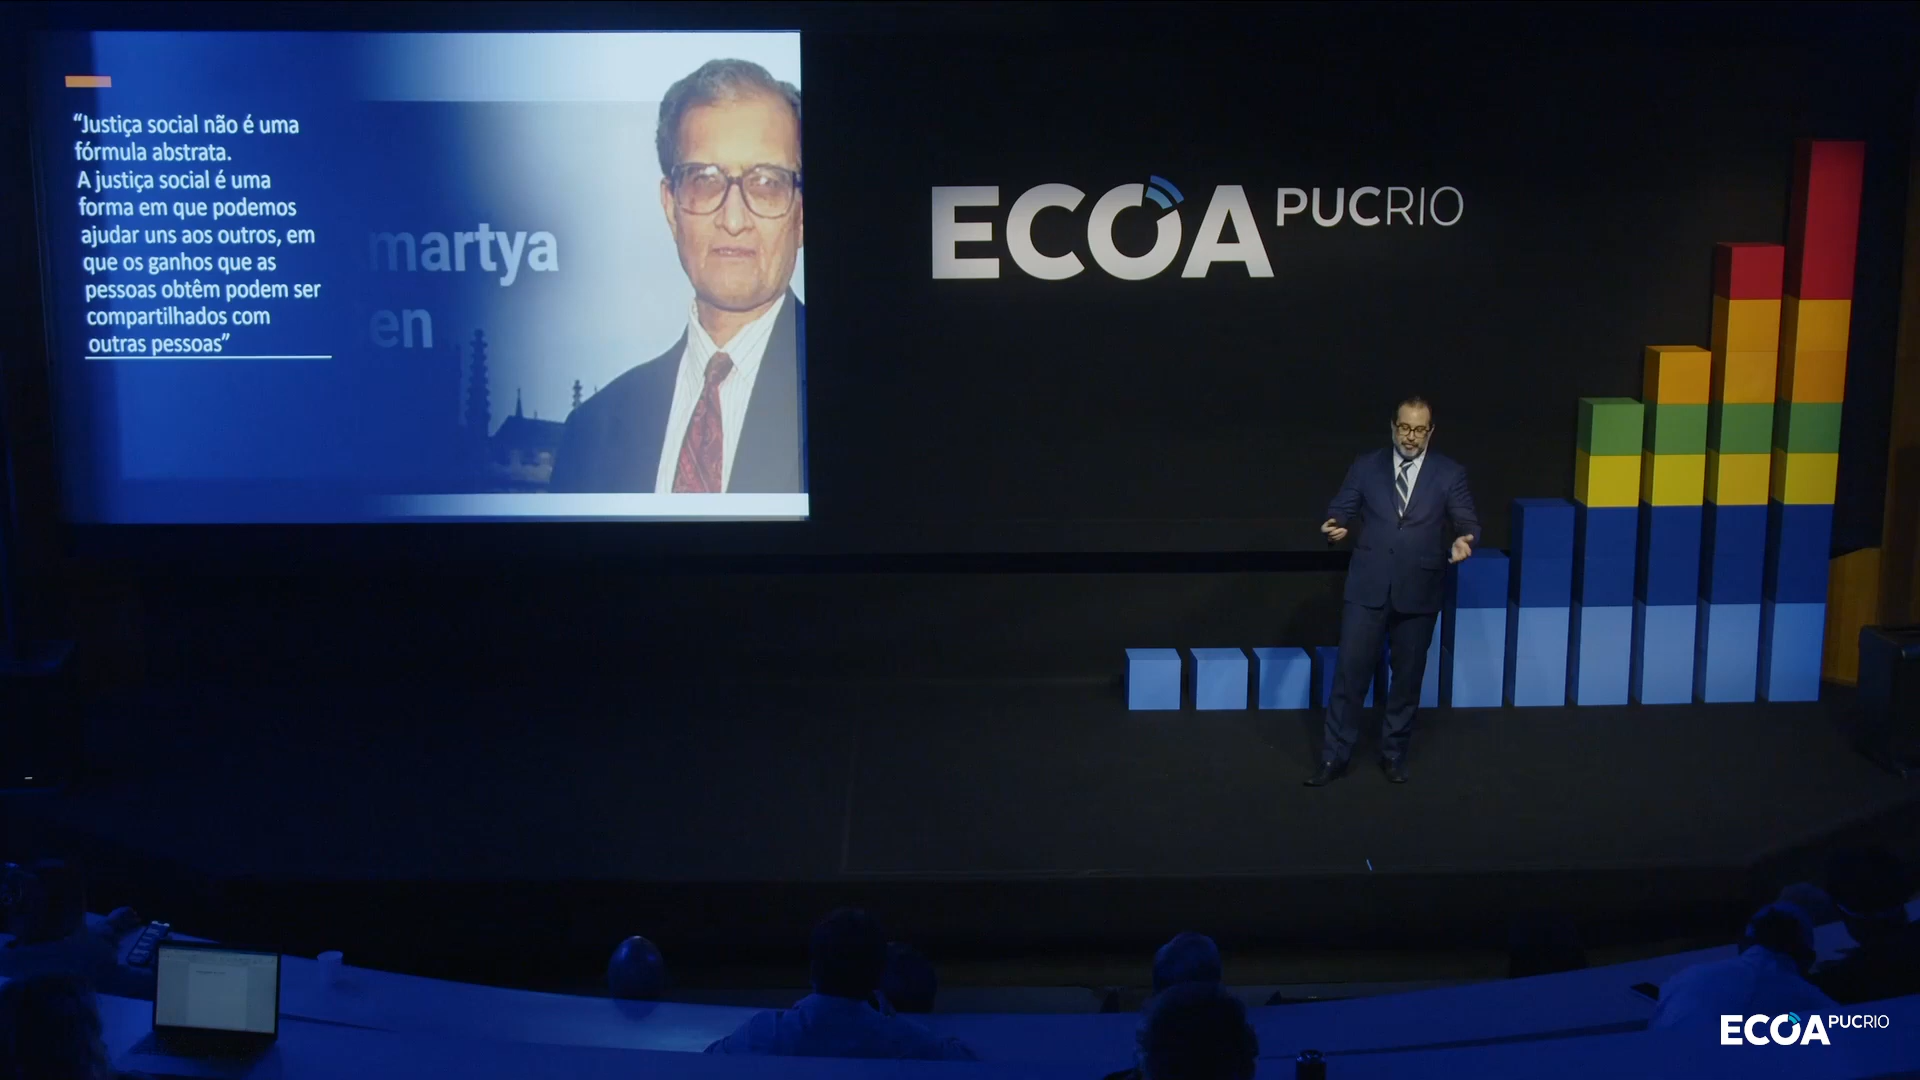 “Justiça social não é uma
fórmula abstrata.
A justiça social é uma
forma em que podemos
ajudar uns aos outros, em
que os ganhos que as
pessoas obtêm podem ser
compartilhados com
outras pessoas”
martya
en
ECOA PUCRIO
ECOA PUCRIO